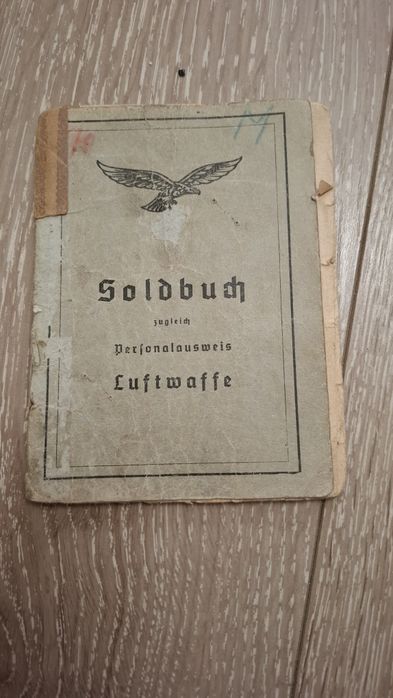 M
Soldbuch
zugleich
Personalausweis
Luftwaffe